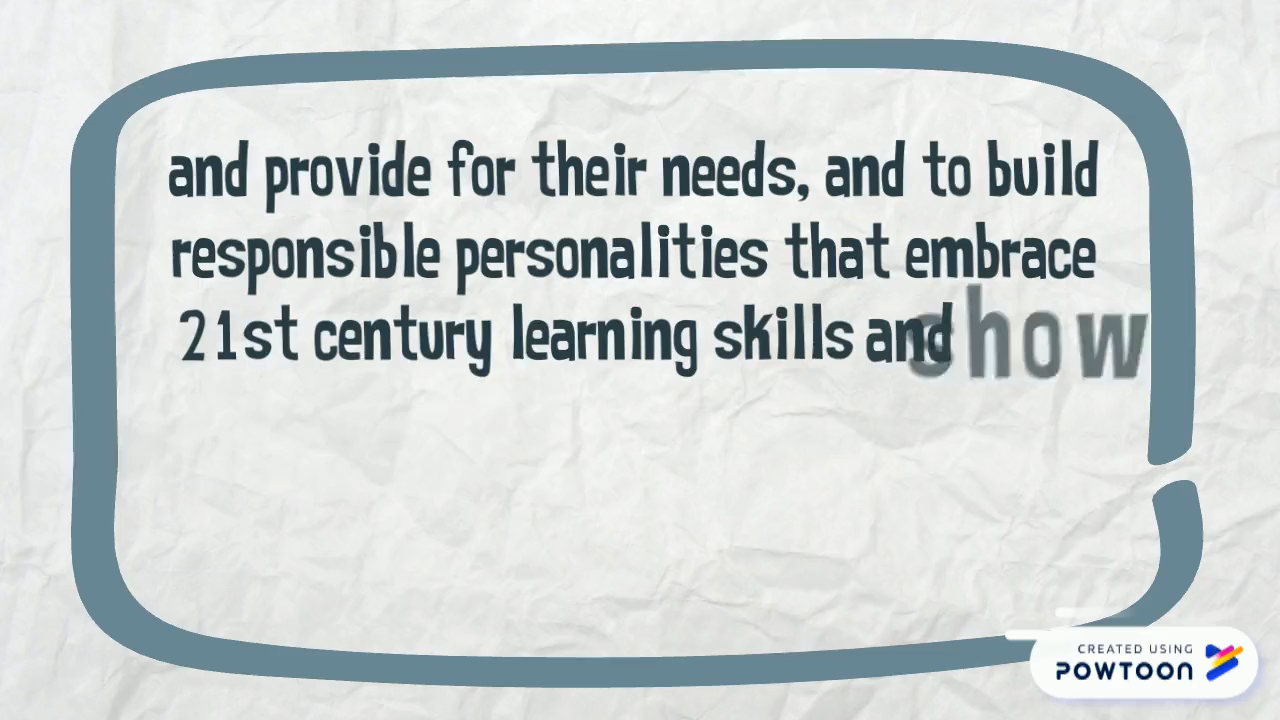 and provide for their needs, and to build
responsible personalities that embrace
21st century learning skills and show
CREATED USING
POWTOON